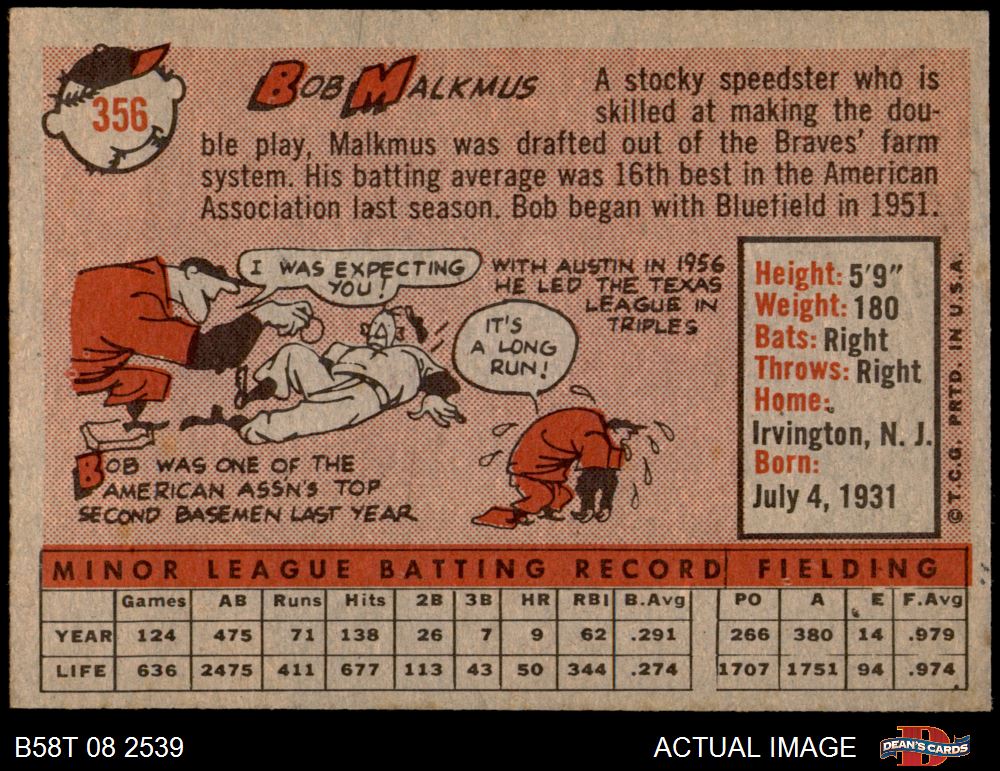 356
BOB MALKMUS
A stocky speedster who is
skilled at making the dou-
ble play, Malkmus was drafted out of the Braves' farm
system. His batting average was 16th best in the American
Association last season. Bob began with Bluefield in 1951.
I WAS EXPECTING
YOU!
WITH AUSTIN IN 1956
HE LED THE TEXAS
LEAGUE IN
TRIPLES
IT'S
A LONG
RUN!
BOB WAS ONE OF THE
AMERICAN ASSN'S TOP
SECOND BASEMEN LAST YEAR
Height: 5'9"
Weight: 180
Bats: Right
Throws: Right
Home:
Irvington, N. J.
Born:
July 4, 1931
© T.C.G. PRTD. IN U.S.A.
MINOR LEAGUE BATTING RECORD FIELDING
Games AB Runs Hits 2B 3B HR RBI B.Avg PO A E F.Avg
YEAR 124 475 71 138 26 7 9 62 .291 266 380 14 .979
LIFE 636 2475 411 677 113 43 50 344 .274 1707 1751 94 .974
B58T 08 2539
ACTUAL IMAGE
DEAN'S CARDS